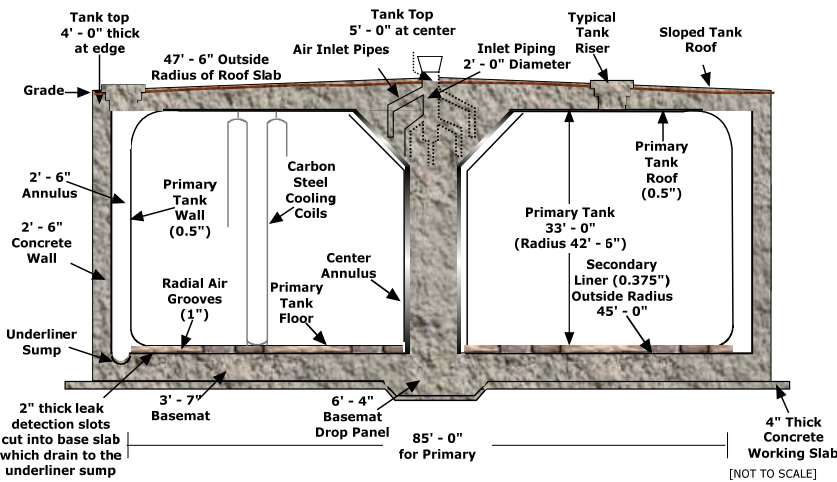 Tank top
4' - 0" thick
at edge
Tank Top
5' - 0" at center
Typical
Tank
Riser
Sloped Tank
Roof
47' - 6" Outside
Radius of Roof Slab
Air Inlet Pipes
Inlet Piping
2' - 0" Diameter
Grade
2' - 6"
Annulus
Primary
Tank
Wall
(0.5")
Carbon
Steel
Cooling
Coils
Primary
Tank
Roof
(0.5")
2' - 6"
Concrete
Wall
Primary Tank
33' - 0"
(Radius 42' - 6")
Center
Annulus
Secondary
Liner (0.375")
Outside Radius
45' - 0"
Radial Air
Grooves
(1")
Primary
Tank
Floor
Underliner
Sump
2" thick leak
detection slots
cut into base slab
which drain to the
underliner sump
3' - 7"
Basemat
6' - 4"
Basemat
Drop Panel
85' - 0"
for Primary
4" Thick
Concrete
Working Slab
[NOT TO SCALE]